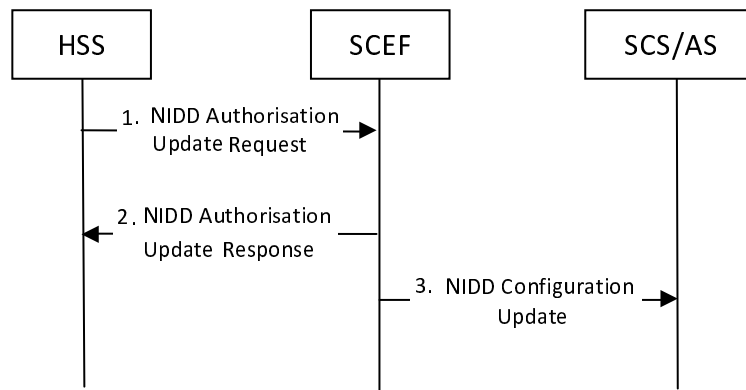 HSS
SCEF
SCS/AS
1. NIDD Authorisation
Update Request
2. NIDD Authorisation
Update Response
3. NIDD Configuration
Update